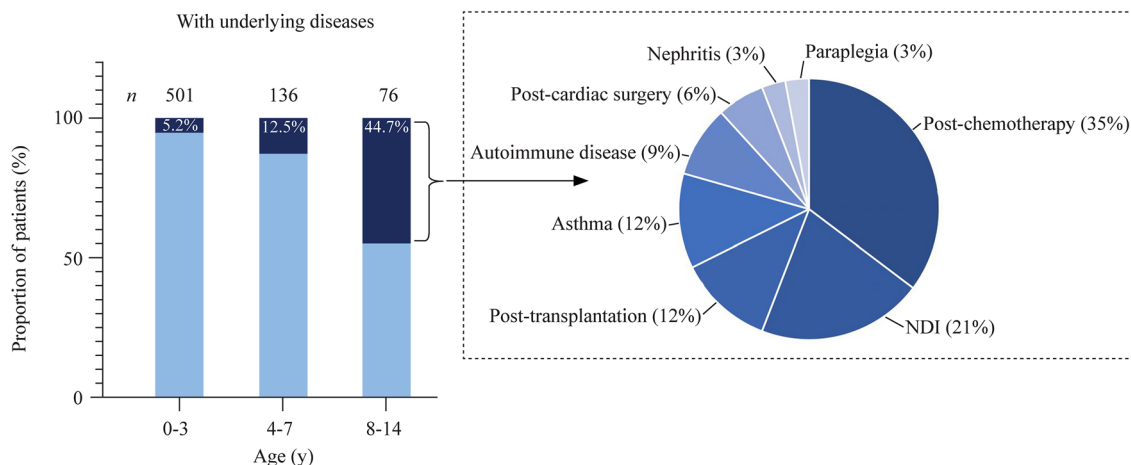 With underlying diseases
n 501 136 76
100
5.2% 12.5% 44.7%
50
0
Proportion of patients (%)
0-3 4-7 8-14
Age (y)
Nephritis (3%)
Paraplegia (3%)
Post-cardiac surgery (6%)
Post-chemotherapy (35%)
Autoimmune disease (9%)
Asthma (12%)
Post-transplantation (12%)
NDI (21%)